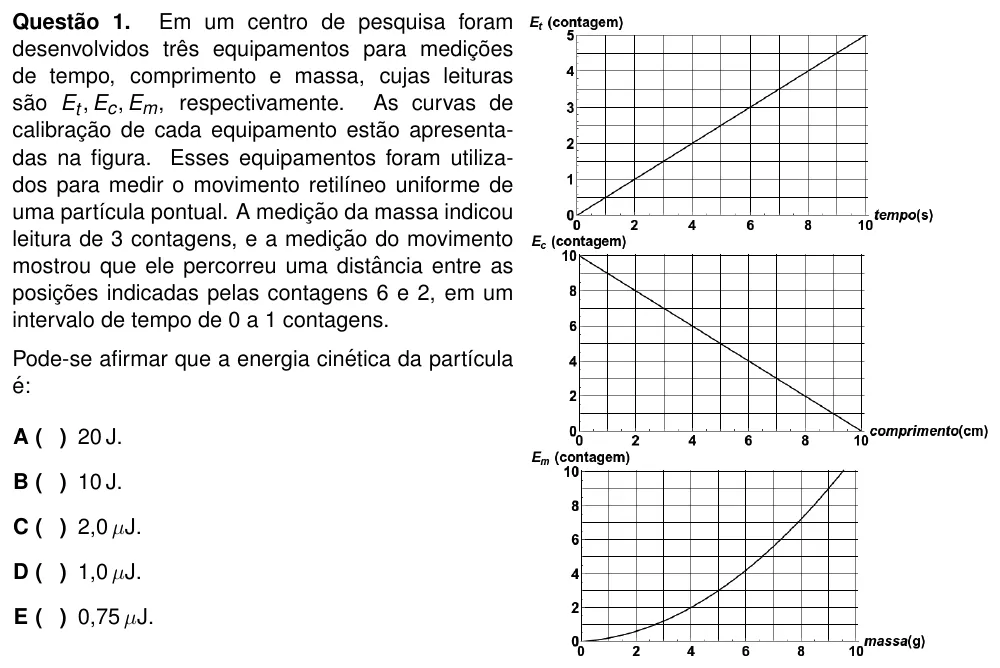 Questão 1. Em um centro de pesquisa foram
desenvolvidos três equipamentos para medições
de tempo, comprimento e massa, cujas leituras
são Et, Ec, Em, respectivamente. As curvas de
calibração de cada equipamento estão apresenta-
das na figura. Esses equipamentos foram utiliza-
dos para medir o movimento retilíneo uniforme de
uma partícula pontual. A medição da massa indicou
leitura de 3 contagens, e a medição do movimento
mostrou que ele percorreu uma distância entre as
posições indicadas pelas contagens 6 e 2, em um
intervalo de tempo de 0 a 1 contagens.
Pode-se afirmar que a energia cinética da partícula
é:
A ( ) 20 J.
B ( ) 10 J.
C ( ) 2,0 μJ.
D ( ) 1,0 μJ.
E ( ) 0,75 μJ.
Et (contagem)
5
4
3
2
1
0
0 2 4 6 8 10 tempo(s)
Ec (contagem)
10
8
6
4
2
0
0 2 4 6 8 10 comprimento(cm)
Em (contagem)
10
8
6
4
2
0
0 2 4 6 8 10 massa(g)